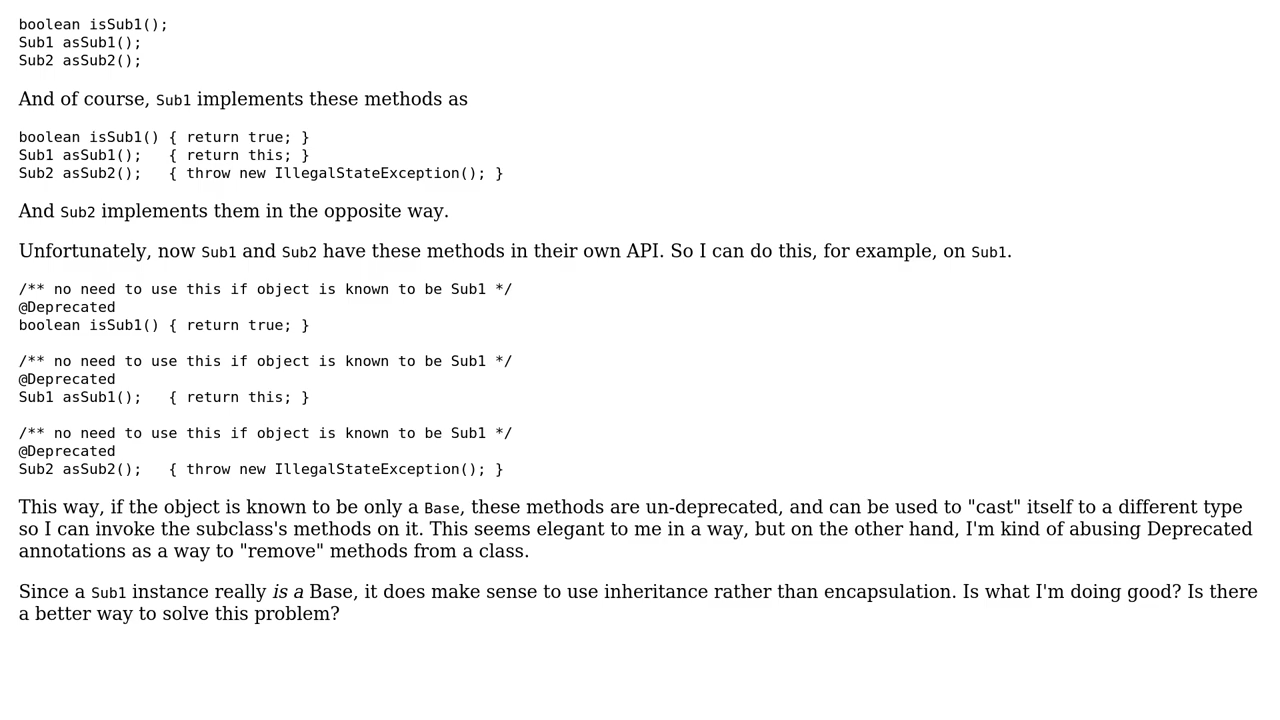 boolean isSub1();
Sub1 asSub1();
Sub2 asSub2();
And of course, Sub1 implements these methods as
boolean isSub1() { return true; }
Sub1 asSub1();   { return this; }
Sub2 asSub2();   { throw new IllegalStateException(); }
And Sub2 implements them in the opposite way.
Unfortunately, now Sub1 and Sub2 have these methods in their own API. So I can do this, for example, on Sub1.
/** no need to use this if object is known to be Sub1 */
@Deprecated
boolean isSub1() { return true; }
/** no need to use this if object is known to be Sub1 */
@Deprecated
Sub1 asSub1();   { return this; }
/** no need to use this if object is known to be Sub1 */
@Deprecated
Sub2 asSub2();   { throw new IllegalStateException(); }
This way, if the object is known to be only a Base, these methods are un-deprecated, and can be used to "cast" itself to a different type
so I can invoke the subclass's methods on it. This seems elegant to me in a way, but on the other hand, I'm kind of abusing Deprecated
annotations as a way to "remove" methods from a class.
Since a Sub1 instance really is a Base, it does make sense to use inheritance rather than encapsulation. Is what I'm doing good? Is there
a better way to solve this problem?